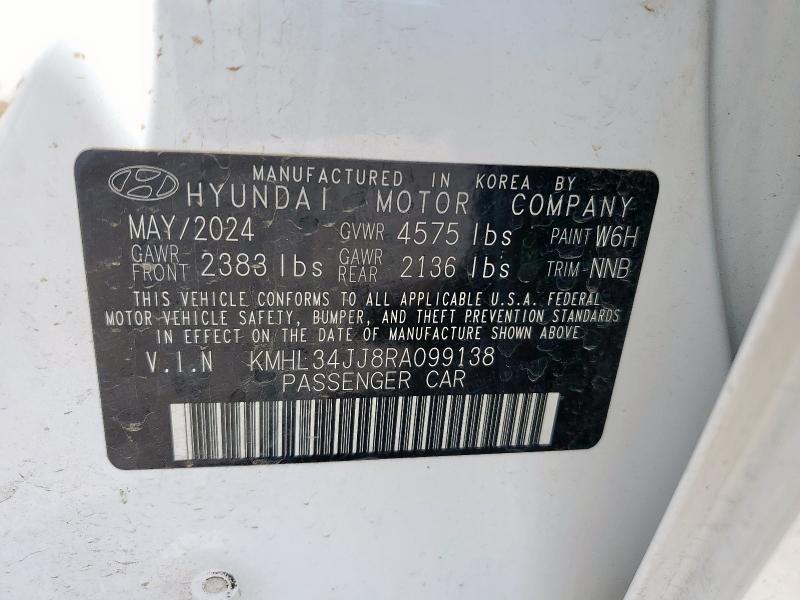 MANUFACTURED IN KOREA BY
HYUNDAI MOTOR COMPANY
MAY/2024 GVWR 4575 lbs PAINT W6H
GAWR FRONT 2383 lbs GAWR REAR 2136 lbs TRIM NNB
THIS VEHICLE CONFORMS TO ALL APPLICABLE U.S.A. FEDERAL
MOTOR VEHICLE SAFETY, BUMPER, AND THEFT PREVENTION STANDARDS
IN EFFECT ON THE DATE OF MANUFACTURE SHOWN ABOVE
V.I.N KMHL34JJ8RA099138
PASSENGER CAR